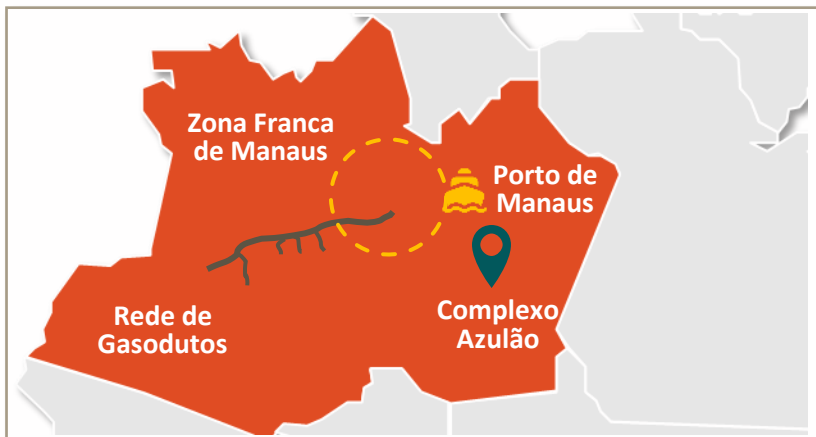 Zona Franca
de Manaus
Porto de
Manaus
Complexo
Azulão
Rede de
Gasodutos